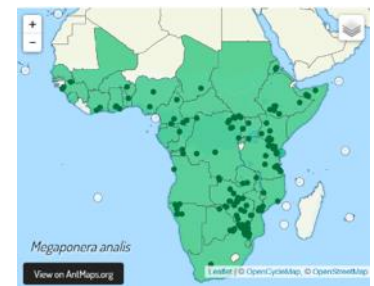 +
−
Megaponera analis
View on AntMaps.org
Leaflet | © OpenCycleMap, © OpenStreetMap